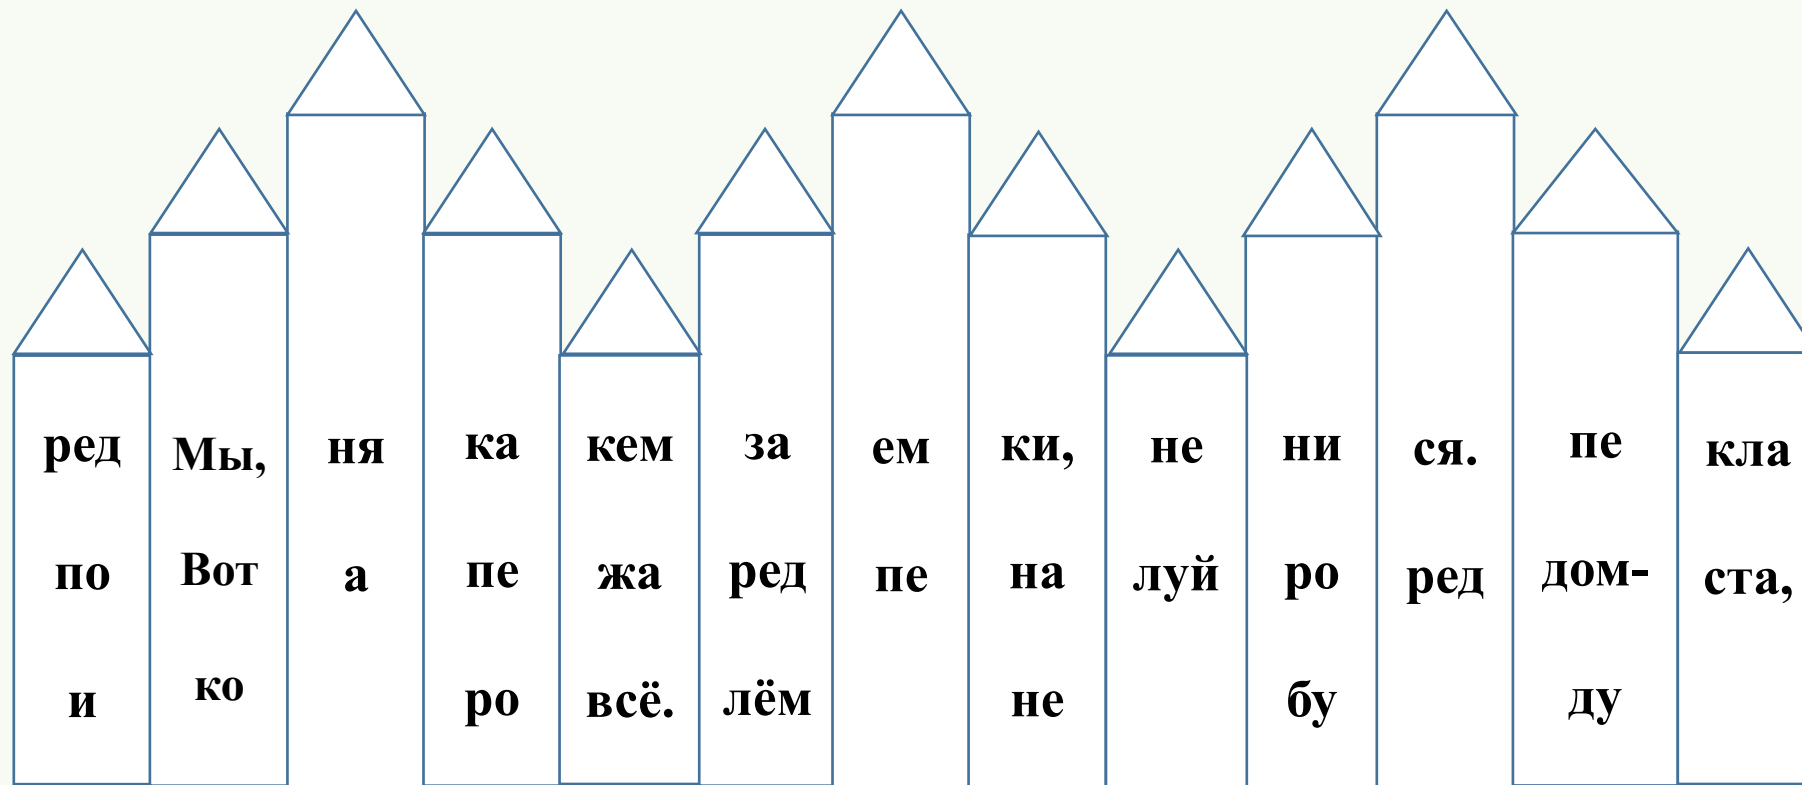 ред Мы, ня ка кем за ем ки, не ни ся. пе кла
по Вот а пе жа ред пе на луй ро ред дом- ста,
и ко ро всё. лём не бу ду